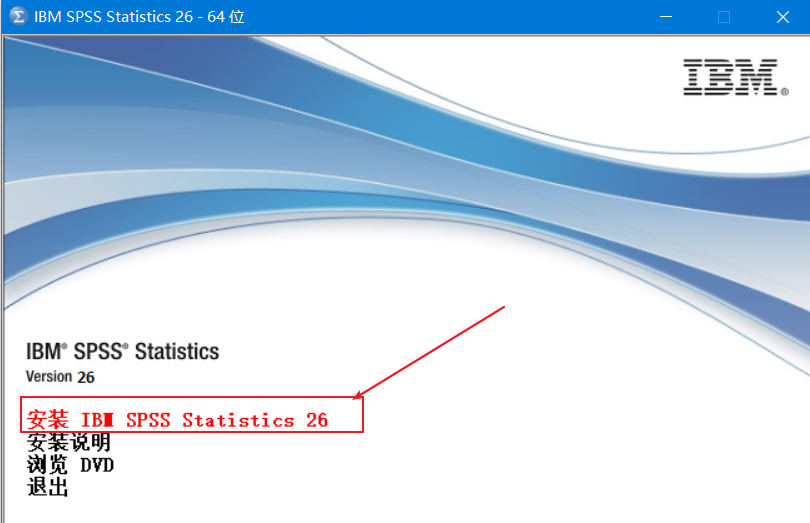 IBM SPSS Statistics 26 - 64 位
IBM®
IBM® SPSS® Statistics
Version 26
安装 IBM SPSS Statistics 26
安装说明
浏览 DVD
退出